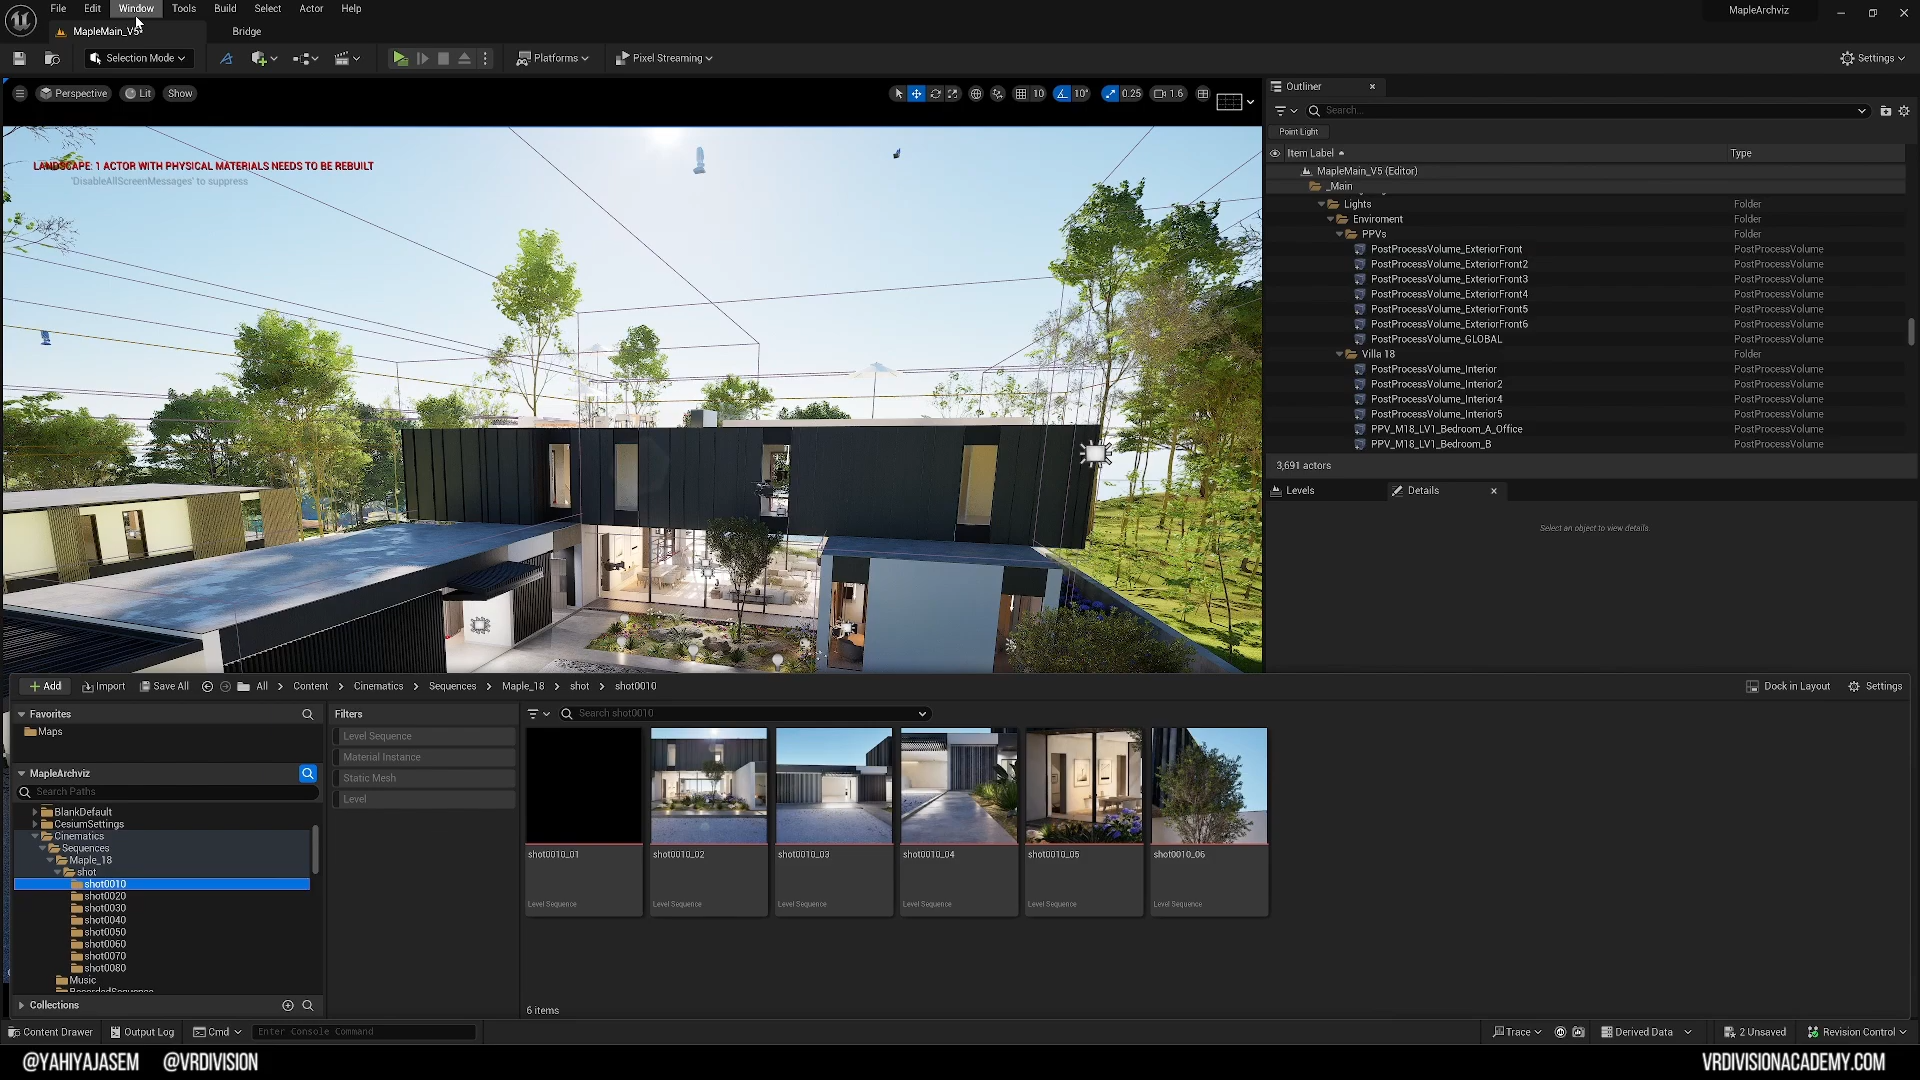 File Edit Window Tools Build Select Actor Help
MapleArchviz
MapleMain_V5*
Bridge
Selection Mode
Platforms
Pixel Streaming
Settings
Perspective Lit Show
10 10° 0.25 1.6
LANDSCAPE: 1 ACTOR WITH PHYSICAL MATERIALS NEEDS TO BE REBUILT
'DisableAllScreenMessages' to suppress
Outliner
Search...
Point Light
Item Label Type
MapleMain_V5 (Editor)
_Main
Lights Folder
Enviroment Folder
PPVs Folder
PostProcessVolume_ExteriorFront PostProcessVolume
PostProcessVolume_ExteriorFront2 PostProcessVolume
PostProcessVolume_ExteriorFront3 PostProcessVolume
PostProcessVolume_ExteriorFront4 PostProcessVolume
PostProcessVolume_ExteriorFront5 PostProcessVolume
PostProcessVolume_ExteriorFront6 PostProcessVolume
PostProcessVolume_GLOBAL PostProcessVolume
Villa 18 Folder
PostProcessVolume_Interior PostProcessVolume
PostProcessVolume_Interior2 PostProcessVolume
PostProcessVolume_Interior4 PostProcessVolume
PostProcessVolume_Interior5 PostProcessVolume
PPV_M18_LV1_Bedroom_A_Office PostProcessVolume
PPV_M18_LV1_Bedroom_B PostProcessVolume
3,691 actors
Levels Details
Select an object to view details.
Add Import Save All All Content Cinematics Sequences Maple_18 shot shot0010
Dock in Layout Settings
Favorites
Maps
MapleArchviz
Search Paths
BlankDefault
CesiumSettings
Cinematics
Sequences
Maple_18
shot
shot0010
shot0020
shot0030
shot0040
shot0050
shot0060
shot0070
shot0080
Music
RecordedSequence
Collections
Filters
Level Sequence
Material Instance
Static Mesh
Level
Search shot0010
shot0010_01 shot0010_02 shot0010_03 shot0010_04 shot0010_05 shot0010_06
Level Sequence Level Sequence Level Sequence Level Sequence Level Sequence Level Sequence
6 items
Content Drawer Output Log Cmd Enter Console Command
Trace Derived Data 2 Unsaved Revision Control
@YAHIYAJASEM @VRDIVISION
VRDIVISIONACADEMY.COM